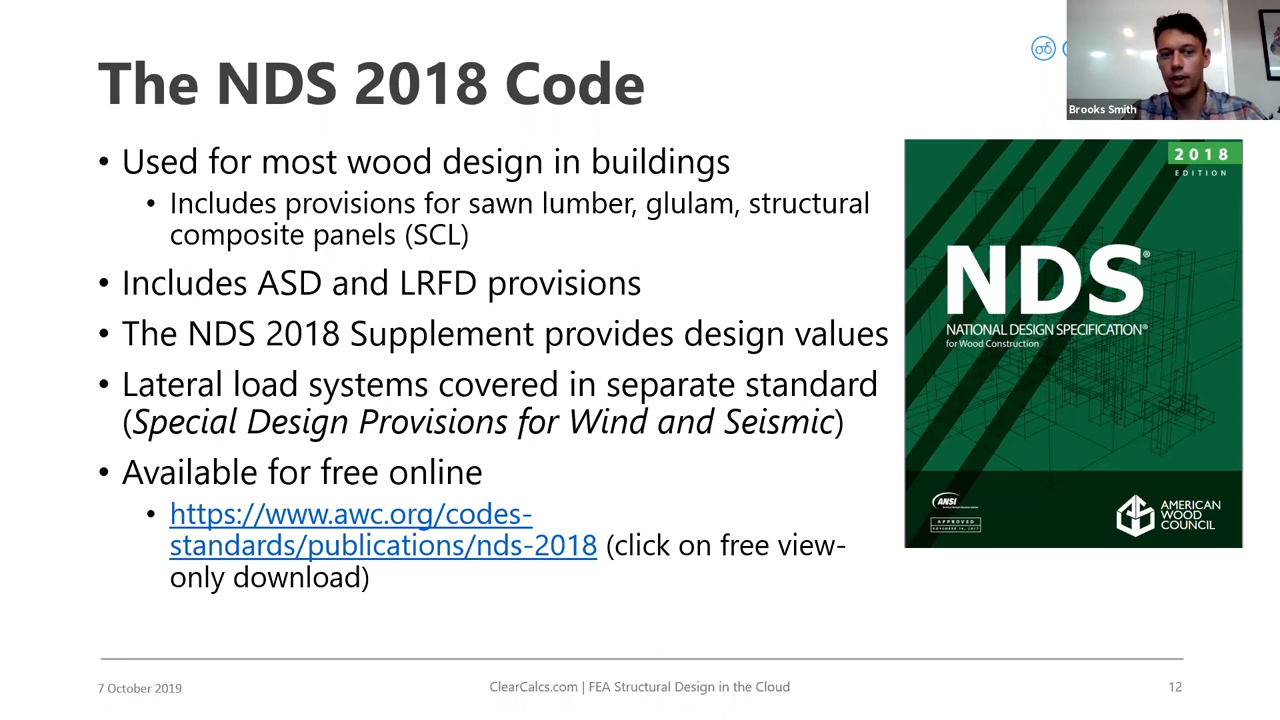 The NDS 2018 Code
Brooks Smith
• Used for most wood design in buildings
• Includes provisions for sawn lumber, glulam, structural
composite panels (SCL)
• Includes ASD and LRFD provisions
• The NDS 2018 Supplement provides design values
• Lateral load systems covered in separate standard
(Special Design Provisions for Wind and Seismic)
• Available for free online
• https://www.awc.org/codes-
standards/publications/nds-2018 (click on free view-
only download)
2018
EDITION
NDS®
NATIONAL DESIGN SPECIFICATION®
for Wood Construction
ANSI
APPROVED
AMERICAN
WOOD
COUNCIL
7 October 2019
ClearCalcs.com | FEA Structural Design in the Cloud
12